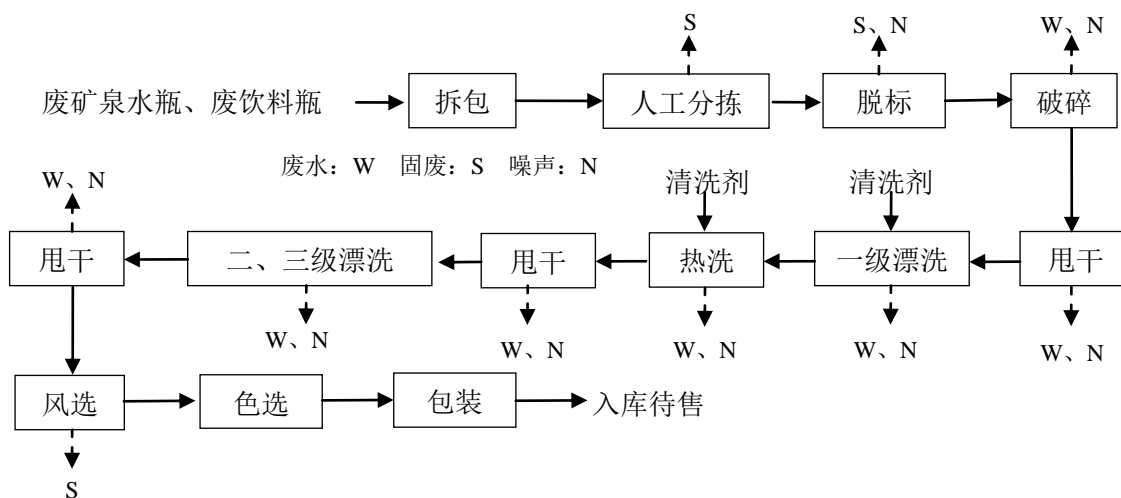 S
S、N
W、N
废矿泉水瓶、废饮料瓶
拆包
人工分拣
脱标
破碎
废水：W 固废：S 噪声：N
W、N
清洗剂
清洗剂
甩干
二、三级漂洗
甩干
热洗
一级漂洗
甩干
W、N
W、N
W、N
W、N
W、N
风选
色选
包装
入库待售
S